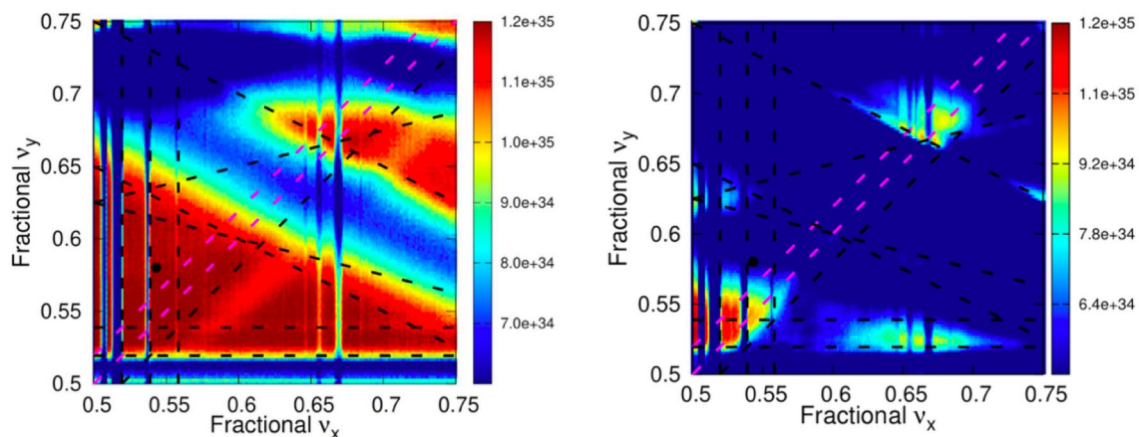 0.75
0.7
0.65
0.6
0.55
0.5
Fractional νy
0.5 0.55 0.6 0.65 0.7 0.75
Fractional νx
1.2e+35
1.1e+35
1.0e+35
9.0e+34
8.0e+34
7.0e+34
0.75
0.7
0.65
0.6
0.55
0.5
Fractional νy
0.5 0.55 0.6 0.65 0.7 0.75
Fractional νx
1.2e+35
1.1e+35
9.2e+34
7.8e+34
6.4e+34